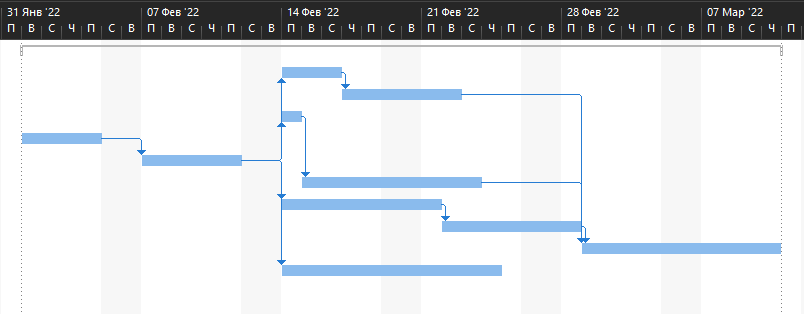 31 Янв '22 07 Фев '22 14 Фев '22 21 Фев '22 28 Фев '22 07 Мар '22
П В С Ч П С В П В С Ч П С В П В С Ч П С В П В С Ч П С В П В С Ч П С В П В С Ч П